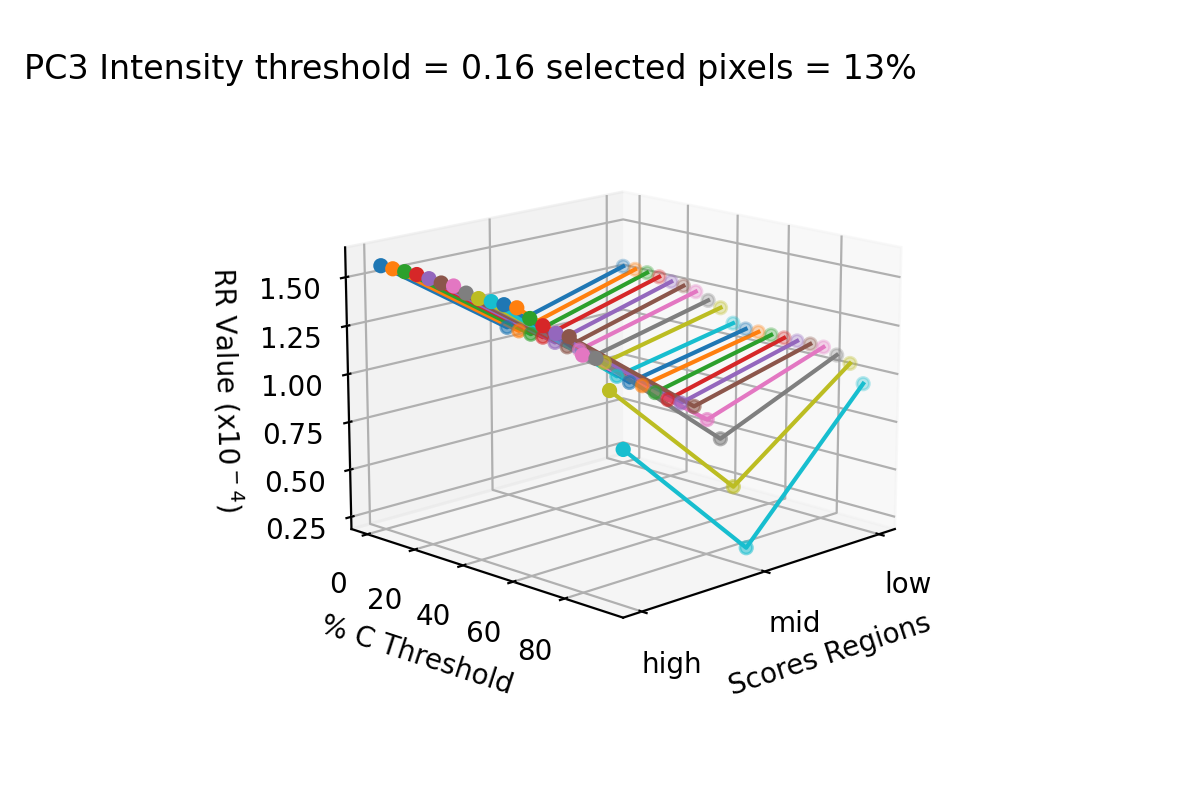 PC3 Intensity threshold = 0.16 selected pixels = 13%
RR Value (x10⁻⁴)
1.50
1.25
1.00
0.75
0.50
0.25
0
20
40
60
80
% C Threshold
high
mid
low
Scores Regions